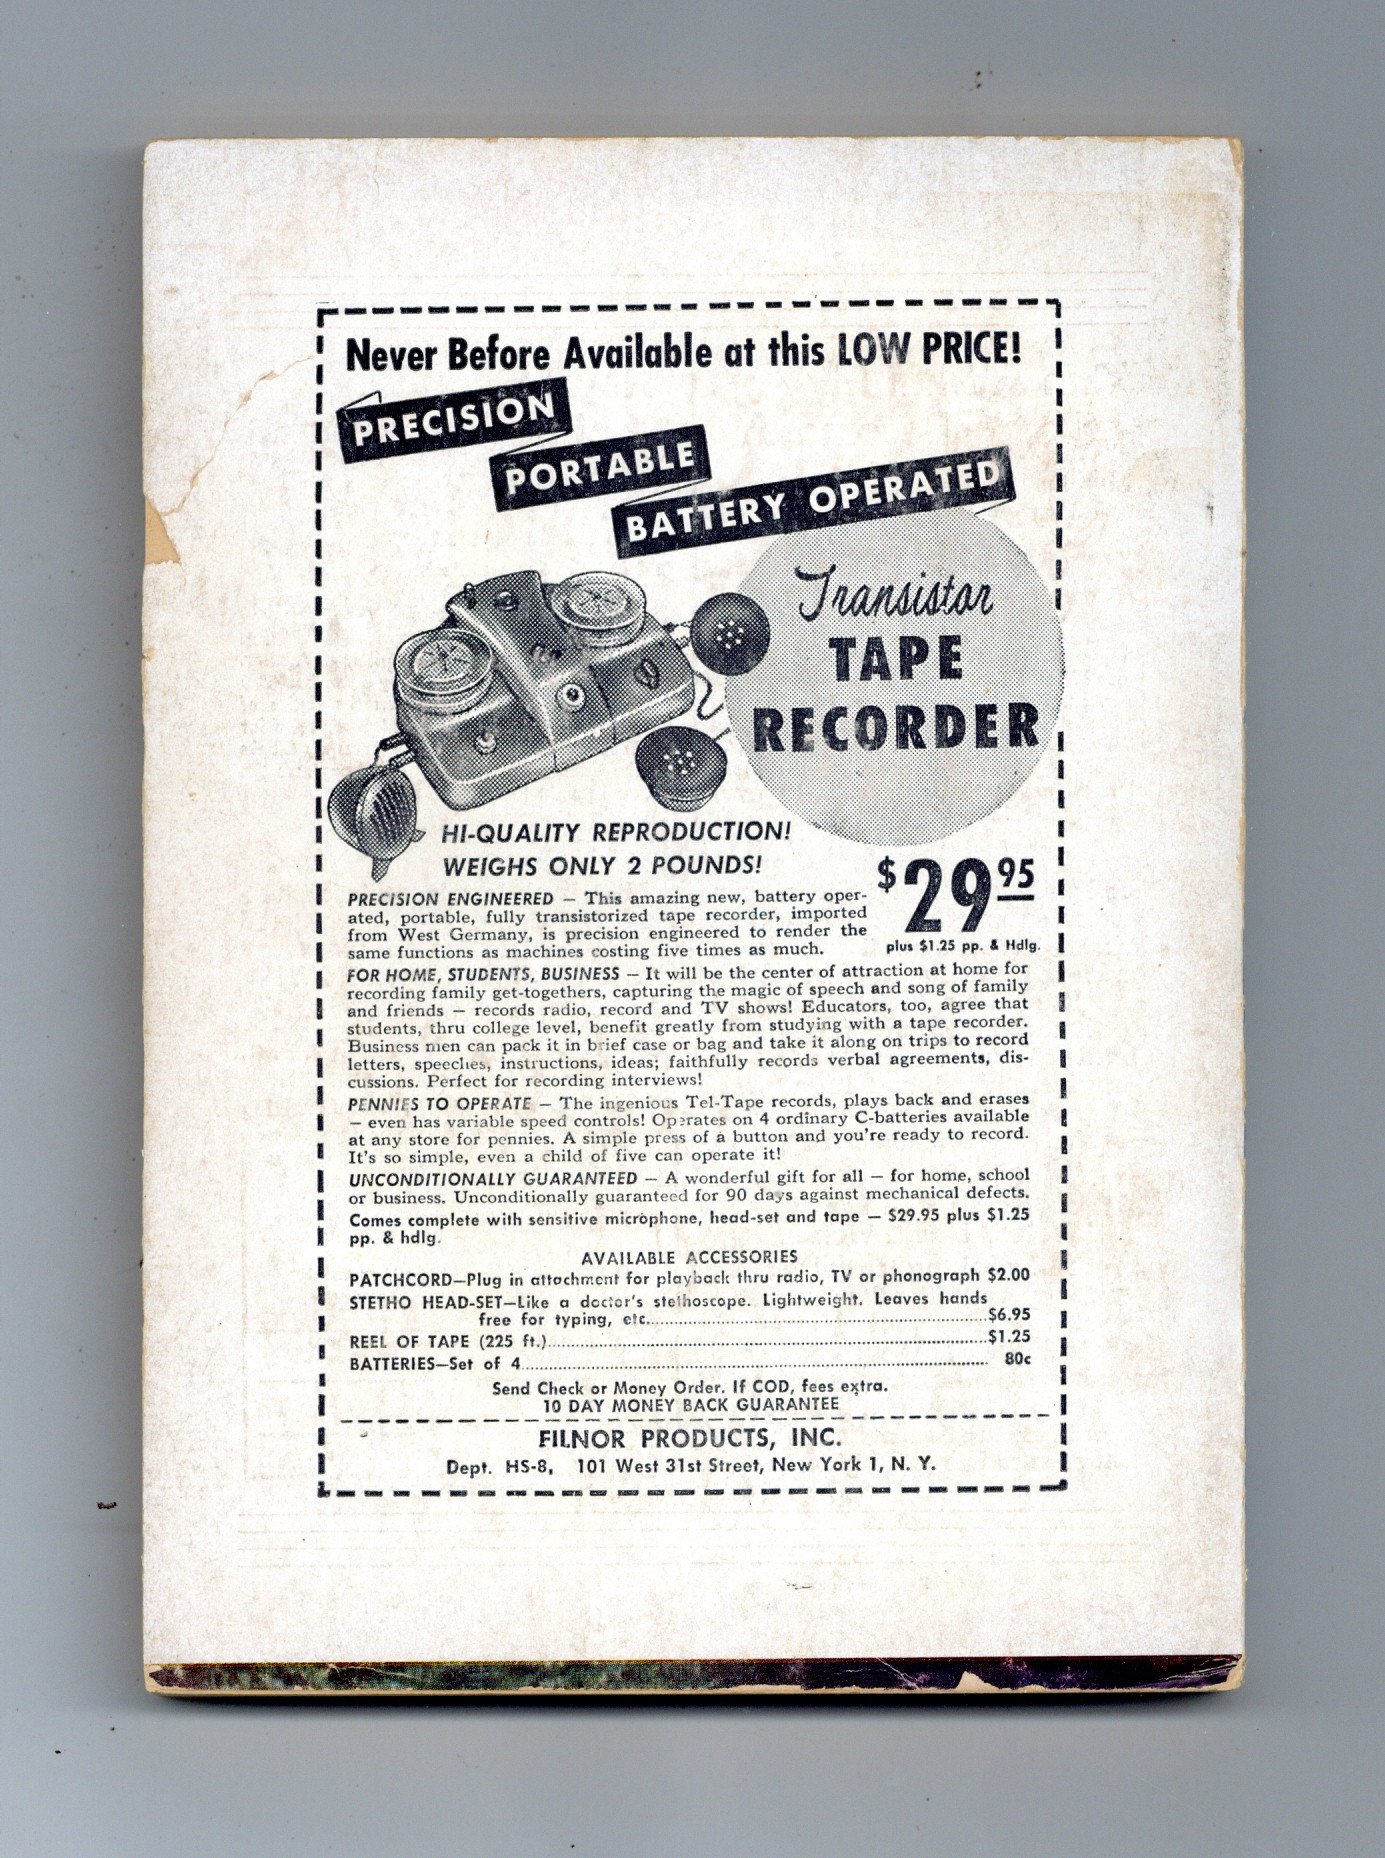 Never Before Available at this LOW PRICE!
PRECISION
PORTABLE
BATTERY OPERATED
Transistor
TAPE
RECORDER
HI-QUALITY REPRODUCTION!
WEIGHS ONLY 2 POUNDS!
$29.95
plus $1.25 pp. & Hdlg.
PRECISION ENGINEERED — This amazing new, battery oper-
ated, portable, fully transistorized tape recorder, imported
from West Germany, is precision engineered to render the
same functions as machines costing five times as much.
FOR HOME, STUDENTS, BUSINESS — It will be the center of attraction at home for
recording family get-togethers, capturing the magic of speech and song of family
and friends — records radio, record and TV shows! Educators, too, agree that
students, thru college level, benefit greatly from studying with a tape recorder.
Business men can pack it in brief case or bag and take it along on trips to record
letters, speeches, instructions, ideas; faithfully records verbal agreements, dis-
cussions. Perfect for recording interviews!
PENNIES TO OPERATE — The ingenious Tel-Tape records, plays back and erases
— even has variable speed controls! Operates on 4 ordinary C-batteries available
at any store for pennies. A simple press of a button and you're ready to record.
It's so simple, even a child of five can operate it!
UNCONDITIONALLY GUARANTEED — A wonderful gift for all — for home, school
or business. Unconditionally guaranteed for 90 days against mechanical defects.
Comes complete with sensitive microphone, head-set and tape — $29.95 plus $1.25
pp. & hdlg.
AVAILABLE ACCESSORIES
PATCHCORD—Plug in attachment for playback thru radio, TV or phonograph $2.00
STETHO HEAD-SET—Like a doctor's stethoscope. Lightweight. Leaves hands
free for typing, etc. $6.95
REEL OF TAPE (225 ft.) $1.25
BATTERIES—Set of 4 80c
Send Check or Money Order. If COD, fees extra.
10 DAY MONEY BACK GUARANTEE
FILNOR PRODUCTS, INC.
Dept. HS-8, 101 West 31st Street, New York 1, N. Y.